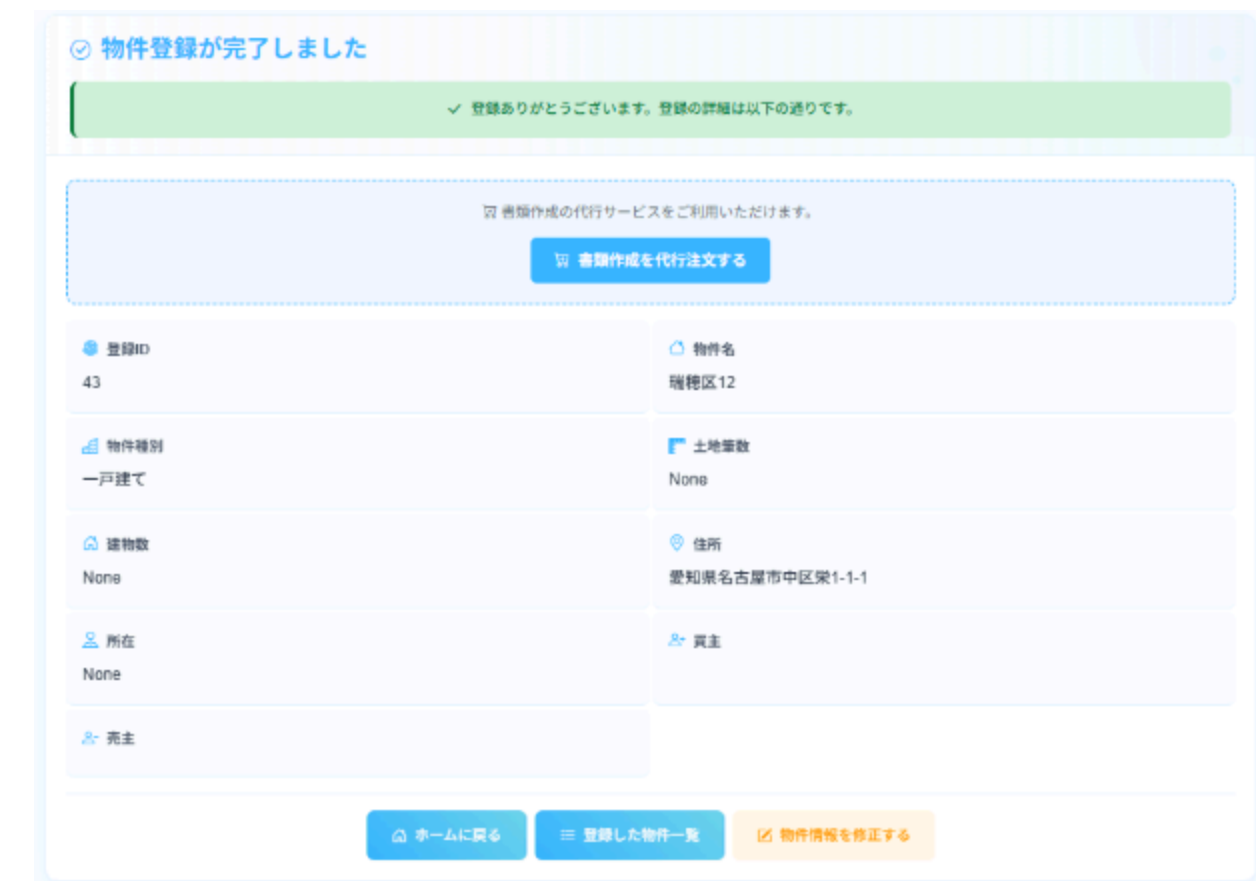 物件登録が完了しました
登録ありがとうございます。登録の詳細は以下の通りです。
書類作成の代行サービスをご利用いただけます。
書類作成を代行注文する
登録ID
43
物件名
瑞穂区12
物件種別
一戸建て
土地筆数
None
建物数
None
住所
愛知県名古屋市中区栄1-1-1
所在
None
買主
売主
ホームに戻る
登録した物件一覧
物件情報を修正する